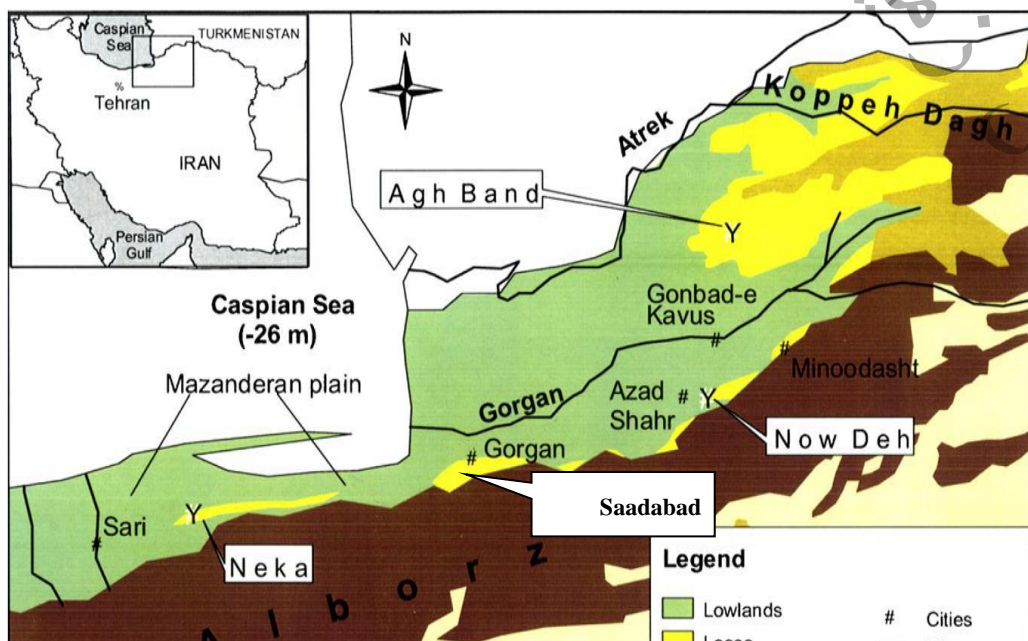 Caspian
Sea
TURKMENISTAN
%
Tehran
IRAN
Persian
Gulf
N
Koppeh Dagh
Atrek
Agh Band
Y
Caspian Sea
(-26 m)
Gonbad-e
Kavus
#
Mazanderan plain
#
Minoodasht
Azad
Shahr
#
Y
Gorgan
Now Deh
#
Gorgan
Saadabad
Y
Sari
#
Neka
Alborz
Legend
Lowlands
# Cities
Loess